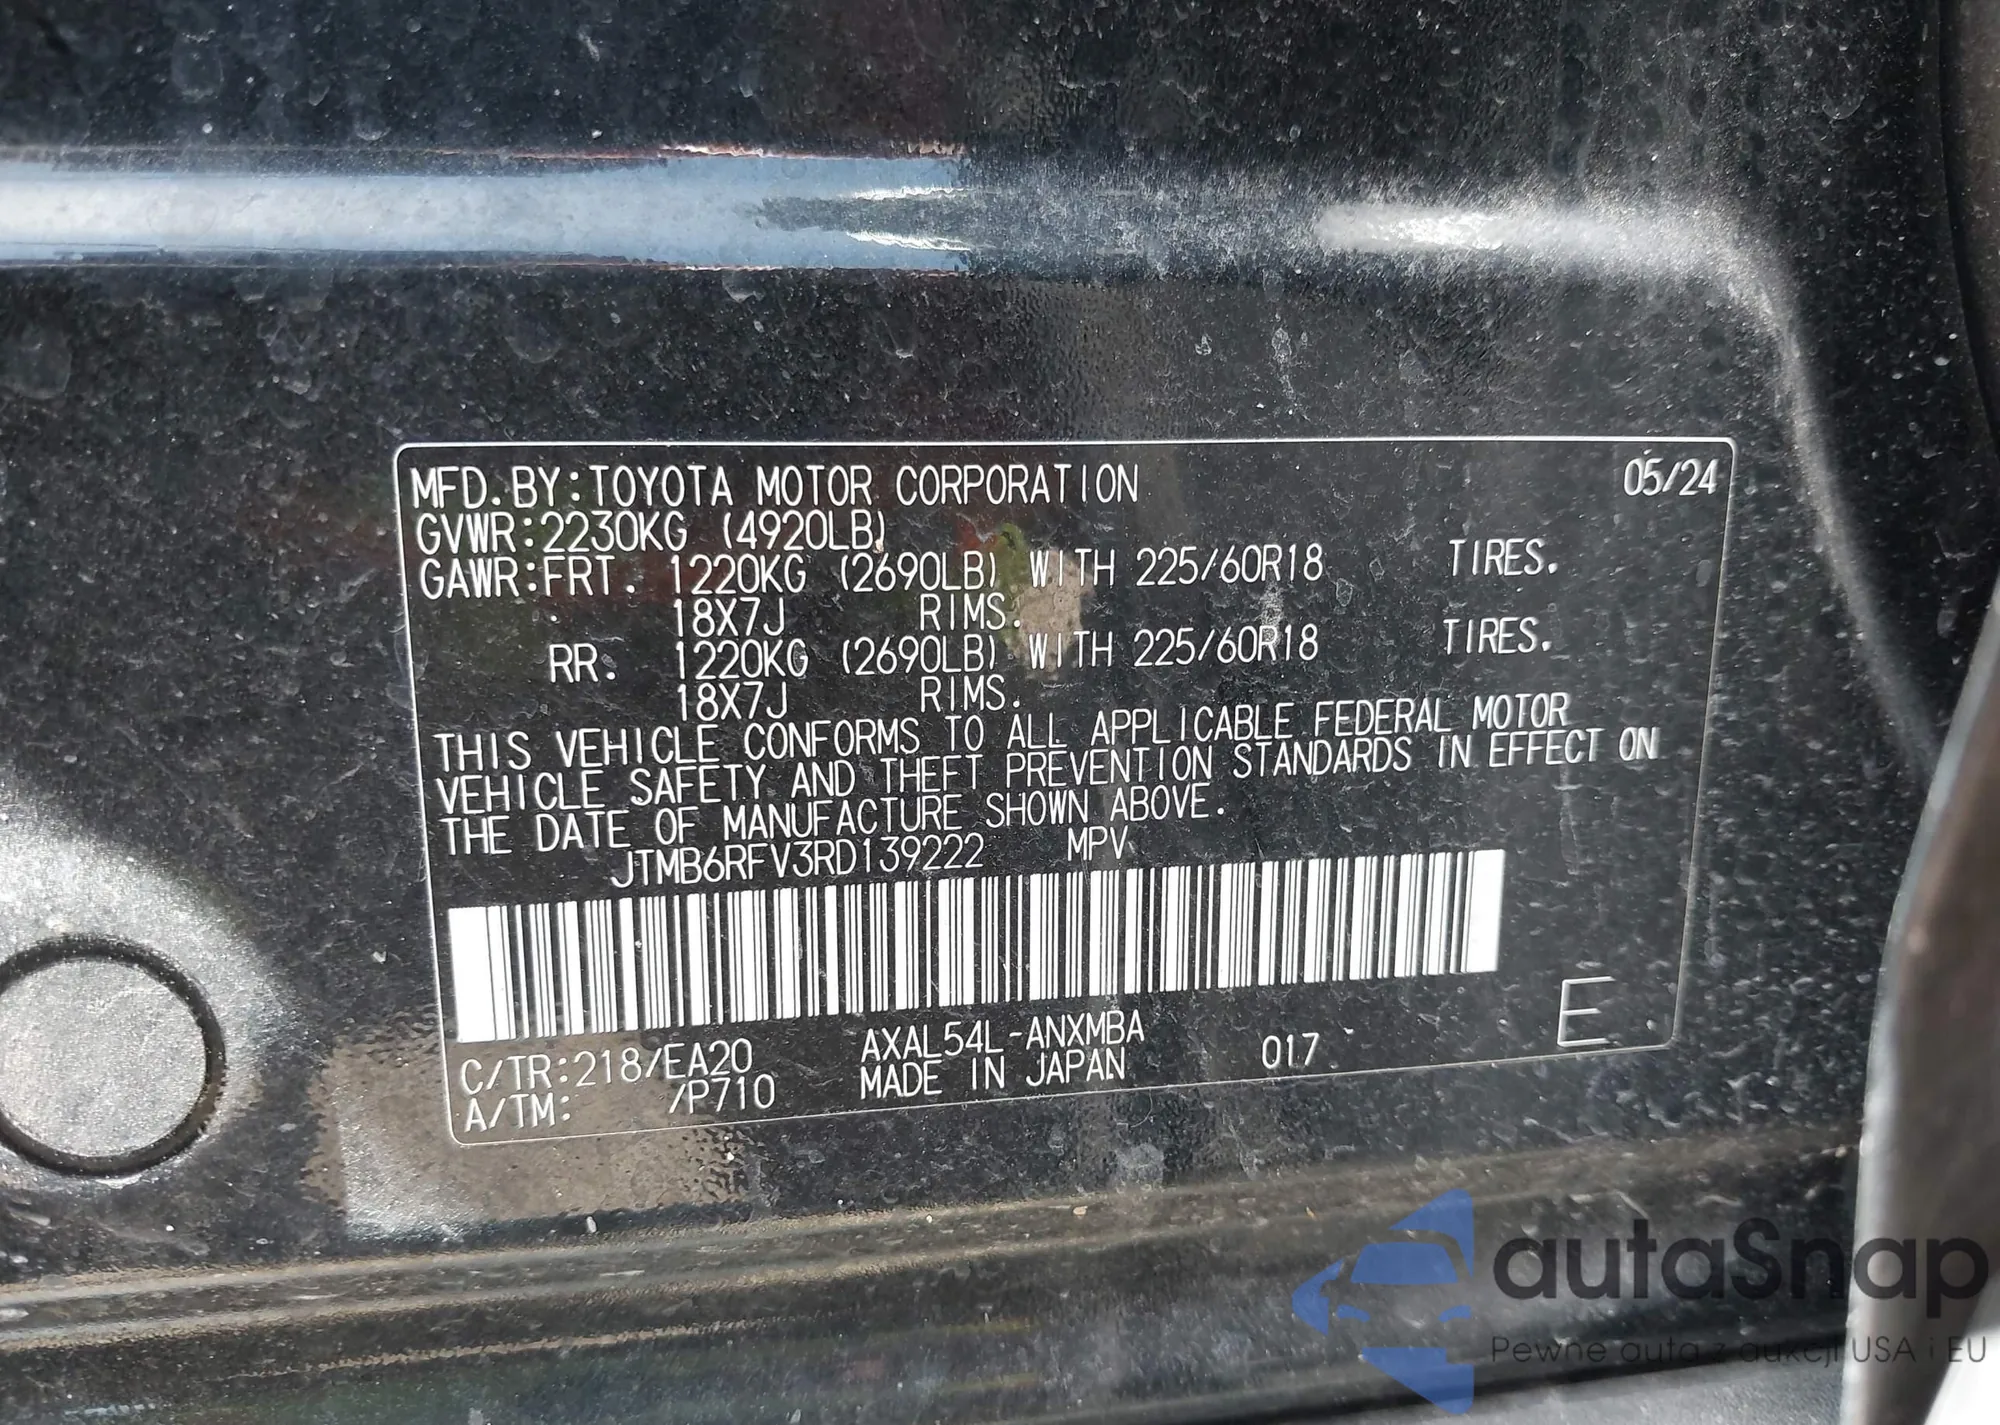 MFD. BY:TOYOTA MOTOR CORPORATION 05/24
GVWR:2230KG (4920LB)
GAWR:FRT. 1220KG (2690LB) WITH 225/60R18 TIRES.
18X7J RIMS.
RR. 1220KG (2690LB) WITH 225/60R18 TIRES.
18X7J RIMS.
THIS VEHICLE CONFORMS TO ALL APPLICABLE FEDERAL MOTOR
VEHICLE SAFETY AND THEFT PREVENTION STANDARDS IN EFFECT ON
THE DATE OF MANUFACTURE SHOWN ABOVE.
JTMB6RFV3RD139222 MPV
C/TR:218/EA20 AXAL54L-ANXMBA 017 E
A/TM: /P710 MADE IN JAPAN
autaSnap
Pewne auta z aukcji USA i EU